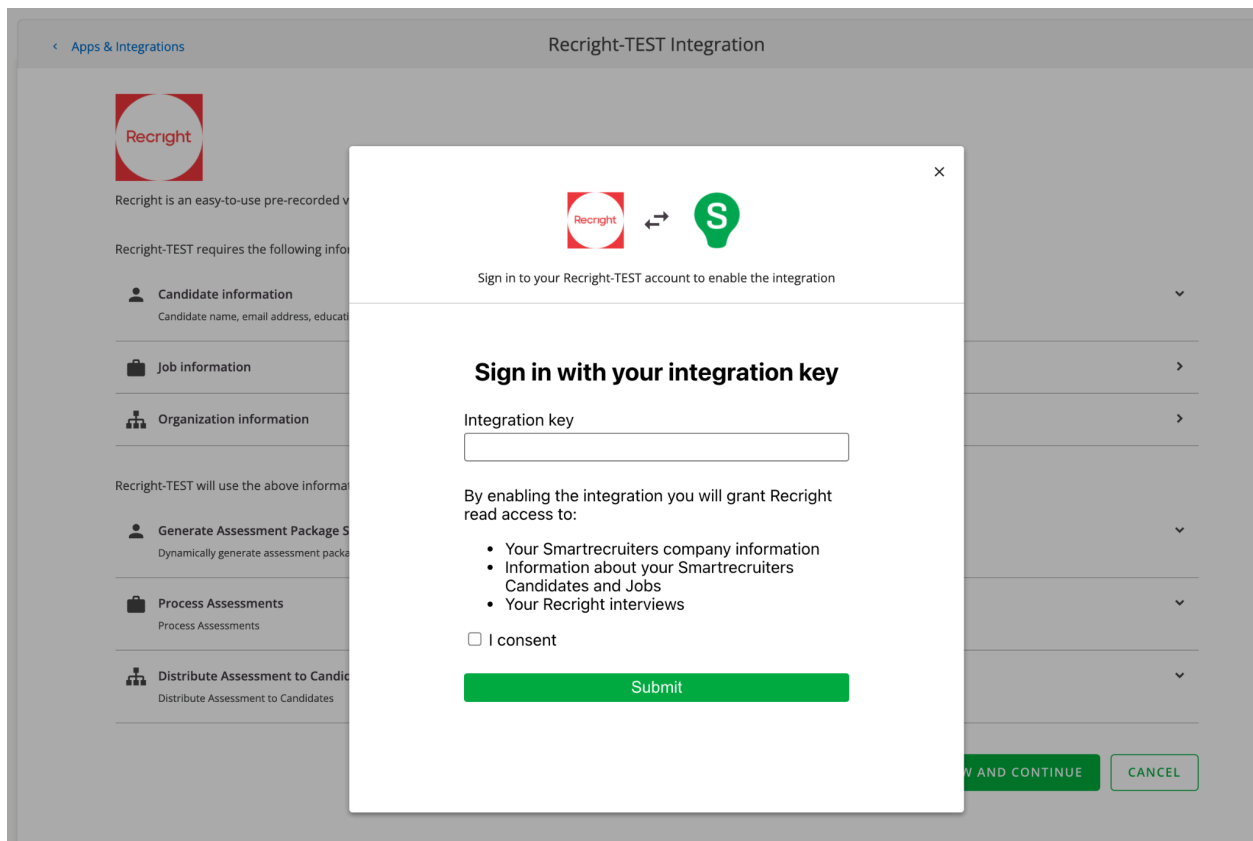 Apps & Integrations
Recright-TEST Integration
Recright
Recright is an easy-to-use pre-recorded
Recright-TEST requires the following
Candidate information
Candidate name, email address,
Job information
Organization information
Recright-TEST will use the above
Generate Assessment Package
Dynamically generate assessment
Process Assessments
Process Assessments
Distribute Assessment to
Distribute Assessment to Candidates
AND CONTINUE
CANCEL
×
Recright
S
Sign in to your Recright-TEST account to enable the integration
Sign in with your integration key
Integration key
By enabling the integration you will grant Recright
read access to:
• Your Smartrecruiters company information
• Information about your Smartrecruiters
Candidates and Jobs
• Your Recright interviews
I consent
Submit